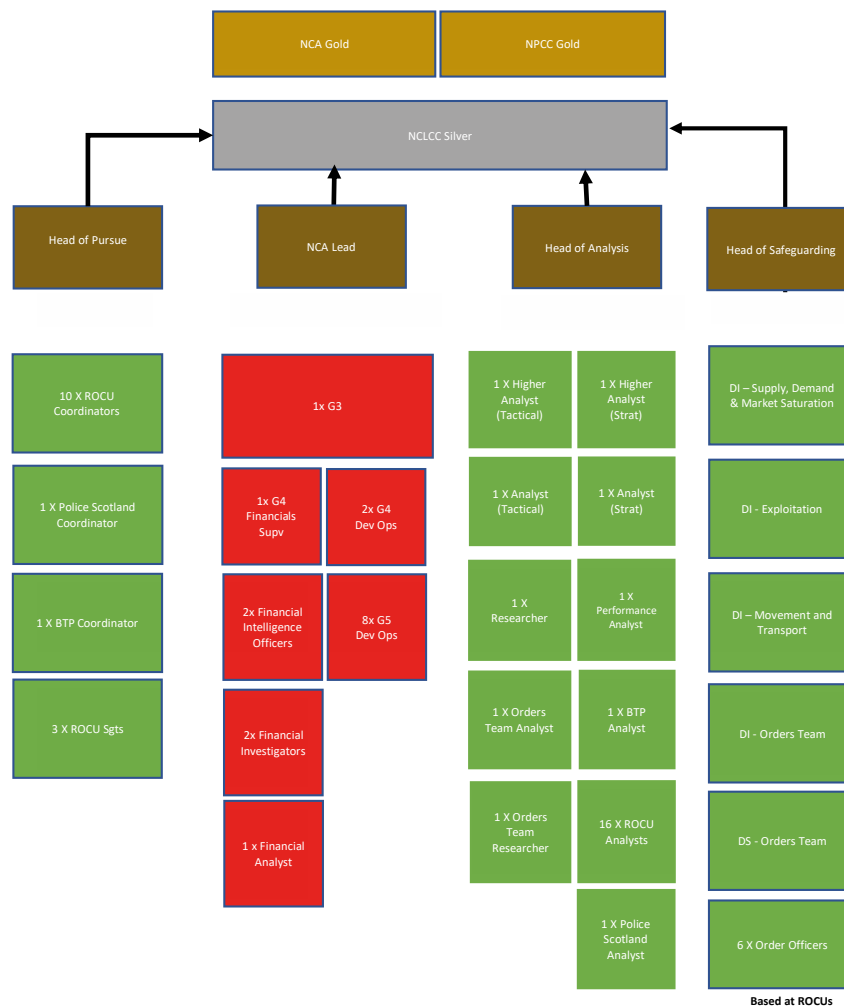 NCA Gold
NPCC Gold
NCLCC Silver
Head of Pursue
NCA Lead
Head of Analysis
Head of Safeguarding
10 X ROCU
Coordinators
1 X Police Scotland
Coordinator
1 X BTP Coordinator
3 X ROCU Sgts
1x G3
1x G4
Financials
Supv
2x G4
Dev Ops
2x Financial
Intelligence
Officers
8x G5
Dev Ops
2x Financial
Investigators
1 x Financial
Analyst
1 X Higher
Analyst
(Tactical)
1 X Higher
Analyst
(Strat)
1 X Analyst
(Tactical)
1 X Analyst
(Strat)
1 X
Researcher
1 X
Performance
Analyst
1 X Orders
Team Analyst
1 X BTP
Analyst
1 X Orders
Team
Researcher
16 X ROCU
Analysts
1 X Police
Scotland
Analyst
DI – Supply, Demand
& Market Saturation
DI - Exploitation
DI – Movement and
Transport
DI - Orders Team
DS - Orders Team
6 X Order Officers
Based at ROCUs